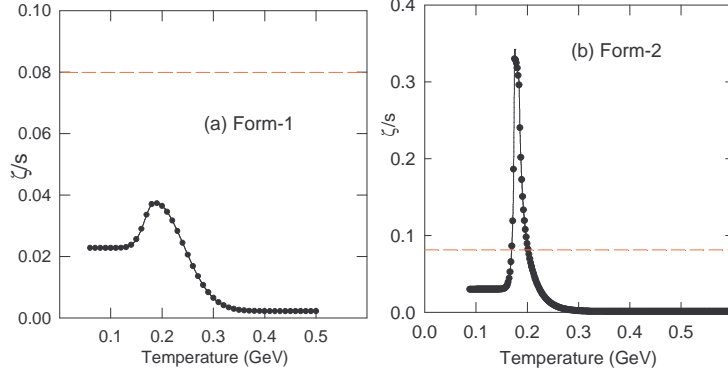 0.10
0.08
0.06
0.04
0.02
0.00
ζ/s
(a) Form-1
0.1 0.2 0.3 0.4 0.5
Temperature (GeV)
0.4
0.3
0.2
0.1
0.0
ζ/s
(b) Form-2
0.0 0.1 0.2 0.3 0.4 0.5
Temperature (GeV)